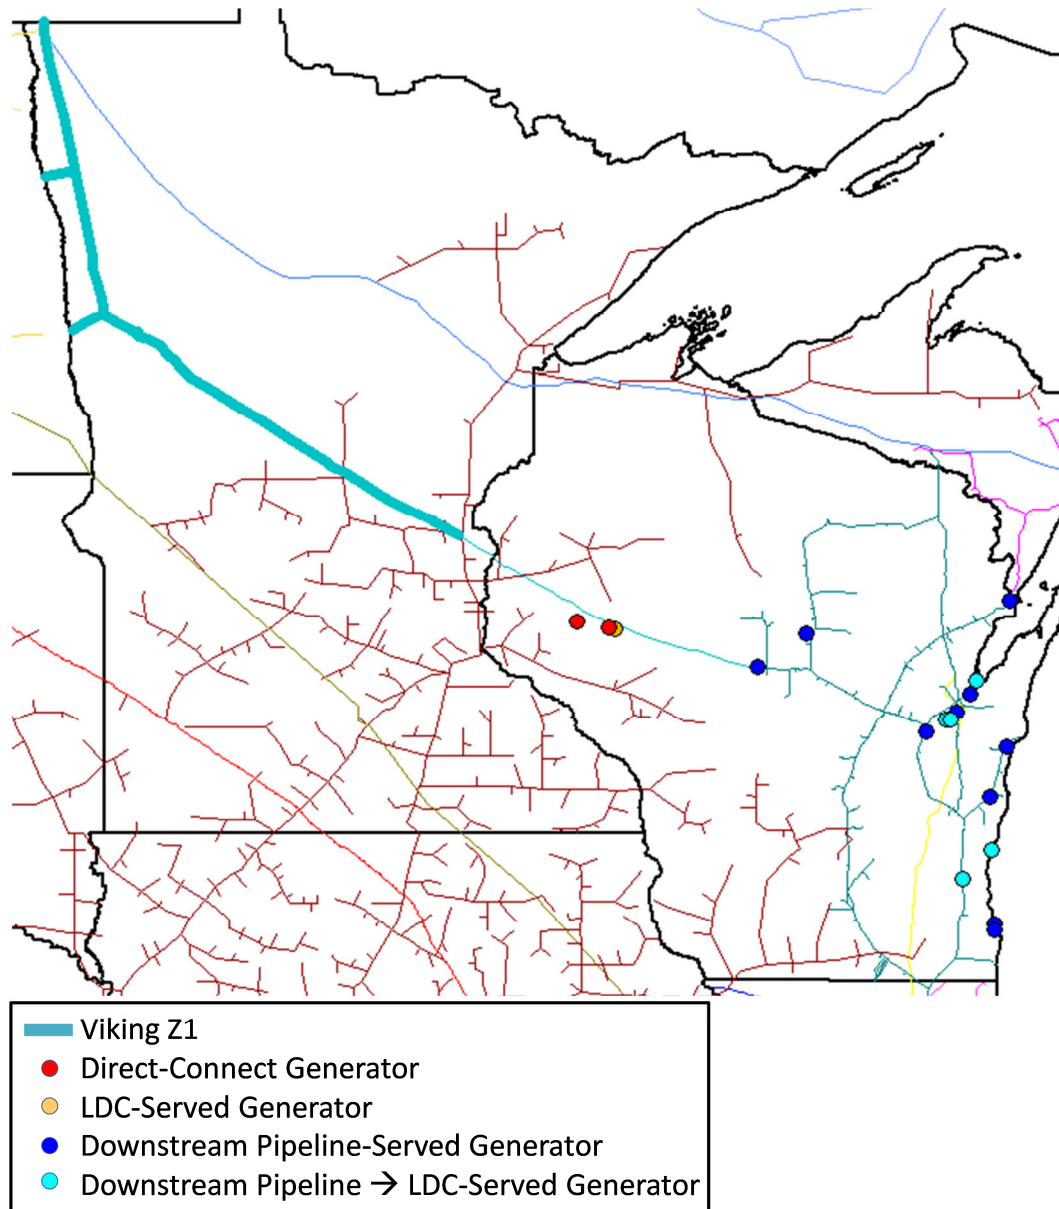 Viking Z1
Direct-Connect Generator
LDC-Served Generator
Downstream Pipeline-Served Generator
Downstream Pipeline → LDC-Served Generator